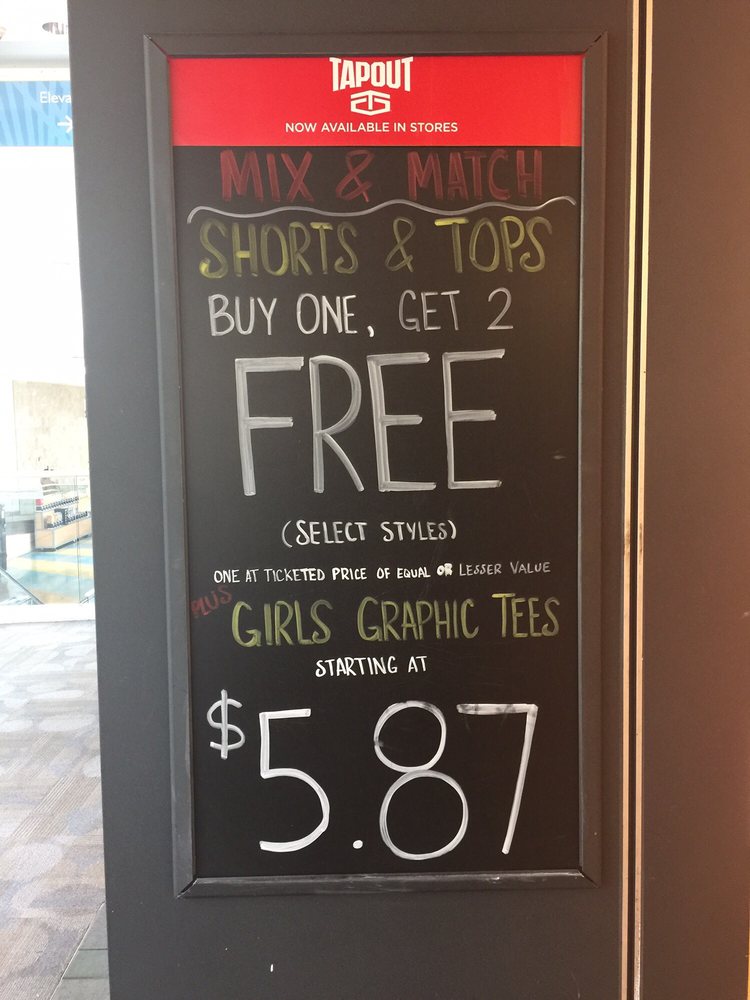 Eleva
TAPOUT
NOW AVAILABLE IN STORES
MIX & MATCH
SHORTS & TOPS
BUY ONE, GET 2
FREE
(SELECT STYLES)
ONE AT TICKETED PRICE OF EQUAL OR LESSER VALUE
PLUS
GIRLS GRAPHIC TEES
STARTING AT
$5.87